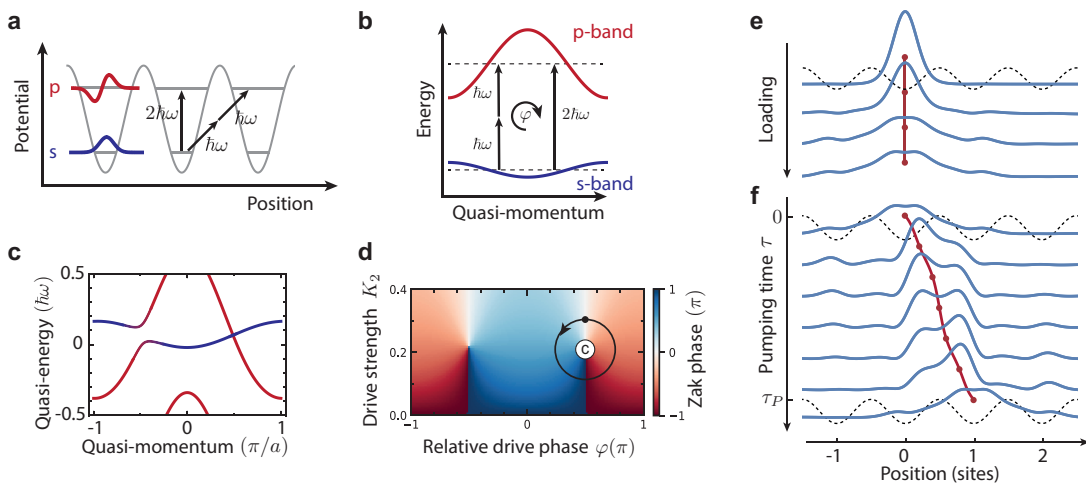 a
Potential
p
s
2ħω
ħω
ħω
Position
b
Energy
p-band
ħω
ħω
φ
2ħω
s-band
Quasi-momentum
c
Quasi-energy (ħω)
0.5
0
-0.5
-1
0
1
Quasi-momentum (π/a)
d
Drive strength K₂
0.4
0.2
0.0
C
-1
0
1
Relative drive phase φ(π)
1
0
-1
Zak phase (π)
e
Loading
f
0
Pumping time τ
τ_P
-1
0
1
2
Position (sites)